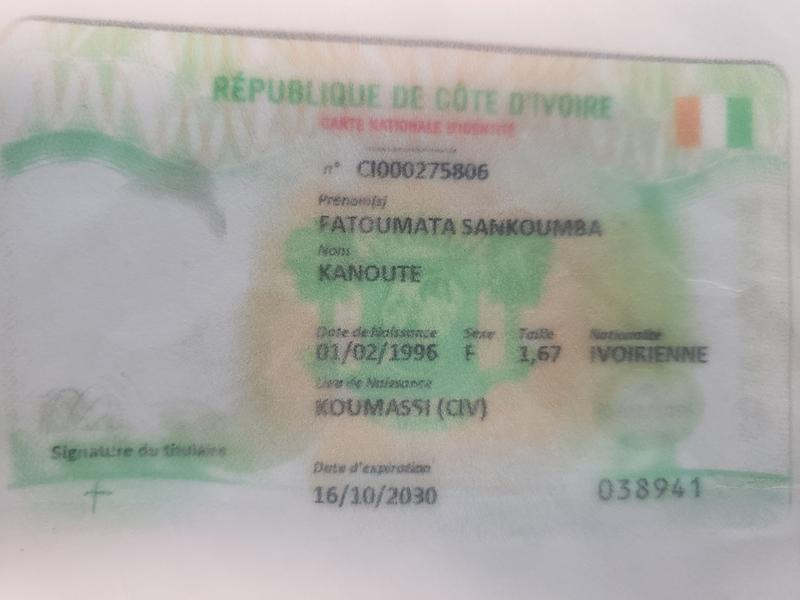 RÉPUBLIQUE DE CÔTE D'IVOIRE
CARTE NATIONALE D'IDENTITÉ
n° CI000275806
Prénom(s)
FATOUMATA SANKOUMBA
Nom
KANOUTE
Date de Naissance Sexe Taille Nationalité
01/02/1996 F 1,67 IVOIRIENNE
Lieu de Naissance
KOUMASSI (CIV)
Signature du titulaire
Date d'expiration
16/10/2030
038941